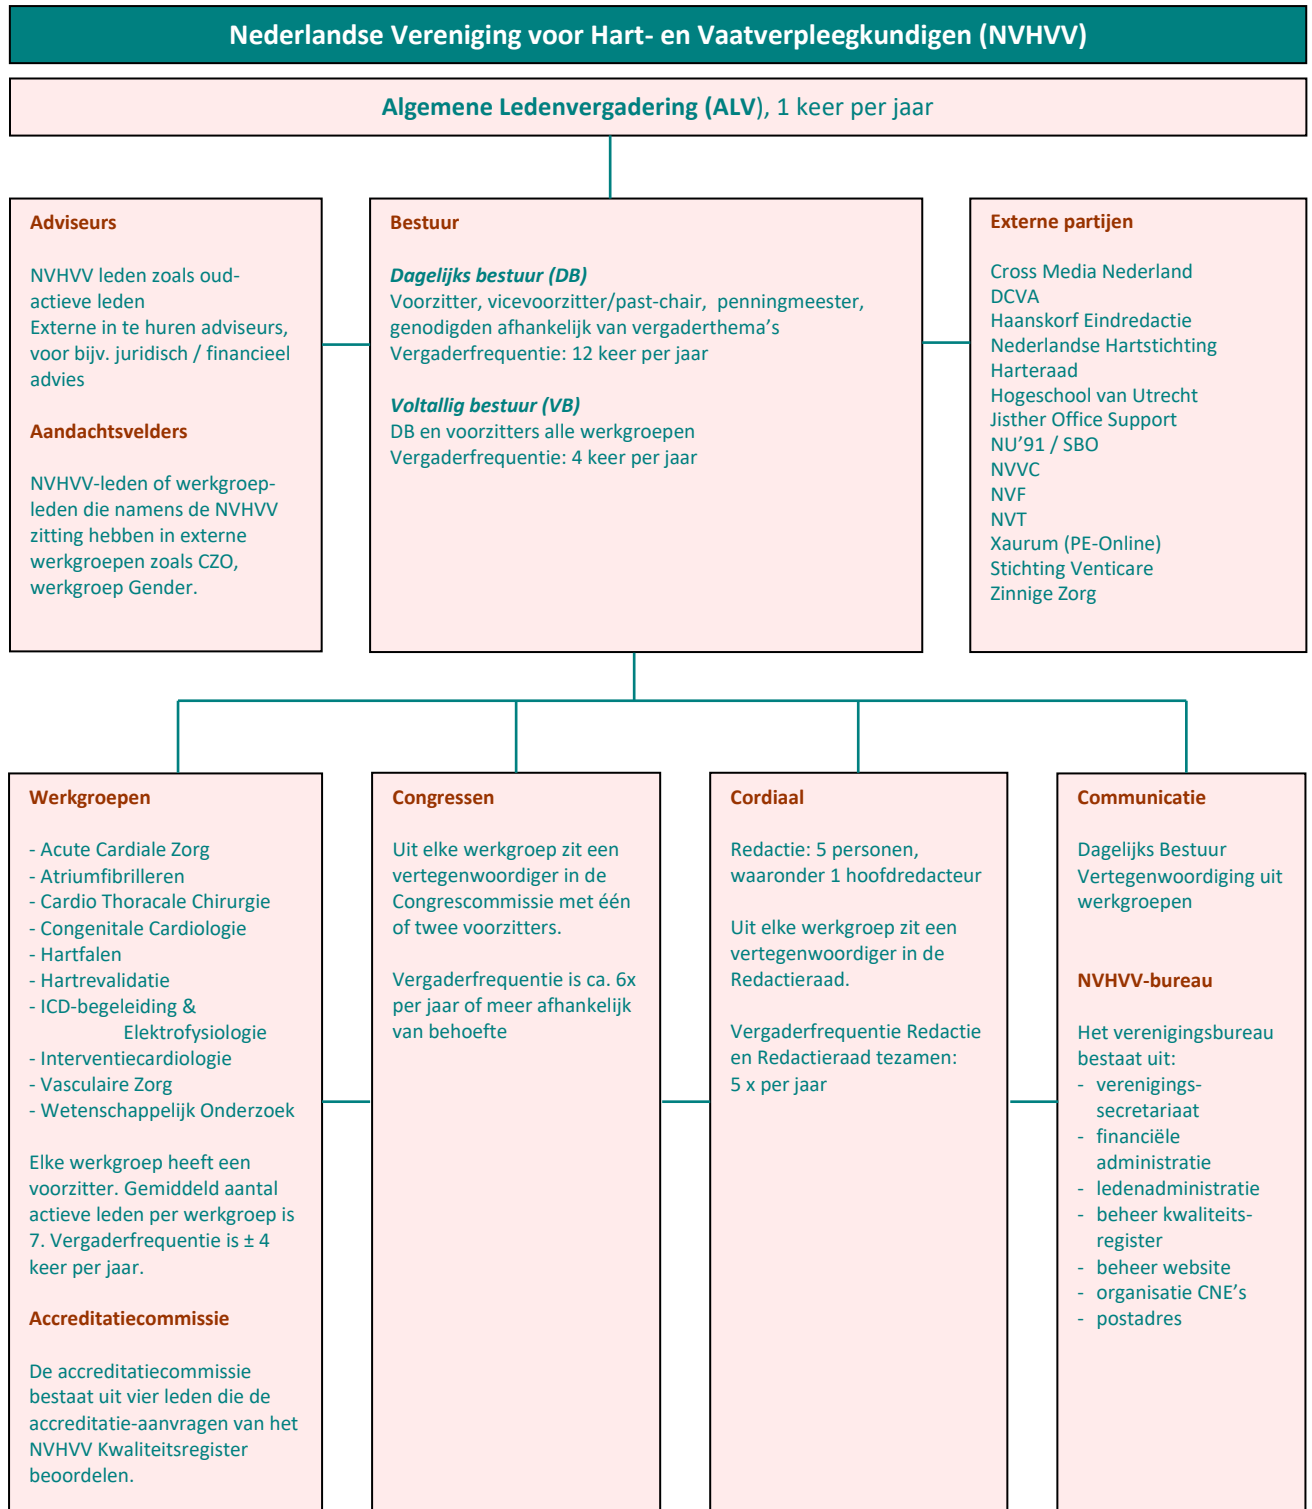 Nederlandse Vereniging voor Hart- en Vaatverpleegkundigen (NVHVV)
Algemene Ledenvergadering (ALV), 1 keer per jaar
Adviseurs
NVHVV leden zoals oud-
actieve leden
Externe in te huren adviseurs,
voor bijv. juridisch / financieel
advies
Aandachtsvelders
NVHVV-leden of werkgroep-
leden die namens de NVHVV
zitting hebben in externe
werkgroepen zoals CZO,
werkgroep Gender.
Bestuur
Dagelijks bestuur (DB)
Voorzitter, vicevoorzitter/past-chair, penningmeester,
genodigden afhankelijk van vergaderthema's
Vergaderfrequentie: 12 keer per jaar
Voltallig bestuur (VB)
DB en voorzitters alle werkgroepen
Vergaderfrequentie: 4 keer per jaar
Externe partijen
Cross Media Nederland
DCVA
Haanskorf Eindredactie
Nederlandse Hartstichting
Harteraad
Hogeschool van Utrecht
Jisther Office Support
NU'91 / SBO
NVVC
NVF
NVT
Xaurum (PE-Online)
Stichting Venticare
Zinnige Zorg
Werkgroepen
- Acute Cardiale Zorg
- Atriumfibrilleren
- Cardio Thoracale Chirurgie
- Congenitale Cardiologie
- Hartfalen
- Hartrevalidatie
- ICD-begeleiding &
Elektrofysiologie
- Interventiecardiologie
- Vasculaire Zorg
- Wetenschappelijk Onderzoek
Elke werkgroep heeft een
voorzitter. Gemiddeld aantal
actieve leden per werkgroep is
7. Vergaderfrequentie is ± 4
keer per jaar.
Accreditatiecommissie
De accreditatiecommissie
bestaat uit vier leden die de
accreditatie-aanvragen van het
NVHVV Kwaliteitsregister
beoordelen.
Congressen
Uit elke werkgroep zit een
vertegenwoordiger in de
Congrescommissie met één
of twee voorzitters.
Vergaderfrequentie is ca. 6x
per jaar of meer afhankelijk
van behoefte
Cordiaal
Redactie: 5 personen,
waaronder 1 hoofdredacteur
Uit elke werkgroep zit een
vertegenwoordiger in de
Redactieraad.
Vergaderfrequentie Redactie
en Redactieraad tezamen:
5 x per jaar
Communicatie
Dagelijks Bestuur
Vertegenwoordiging uit
werkgroepen
NVHVV-bureau
Het verenigingsbureau
bestaat uit:
- verenigings-
secretariaat
- financiële
administratie
- ledenadministratie
- beheer kwaliteits-
register
- beheer website
- organisatie CNE's
- postadres